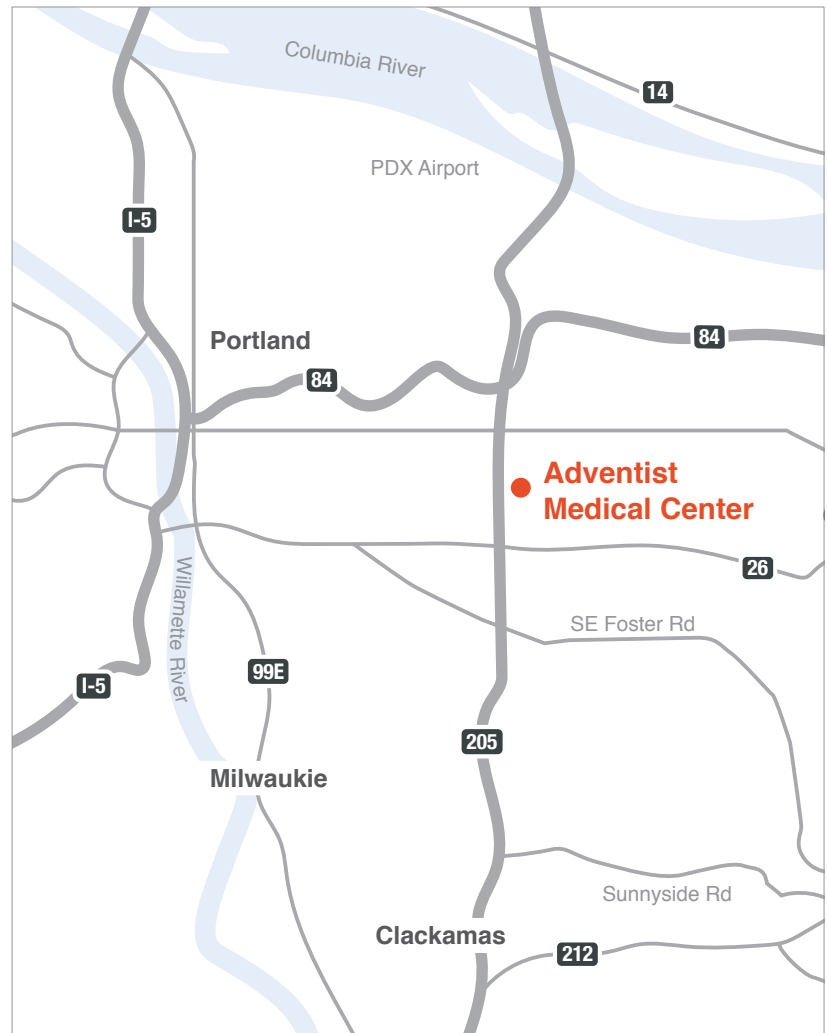 Columbia River
14
PDX Airport
I-5
Portland
84
84
Adventist
Medical Center
26
Willamette River
SE Foster Rd
99E
I-5
205
Milwaukie
Sunnyside Rd
Clackamas
212